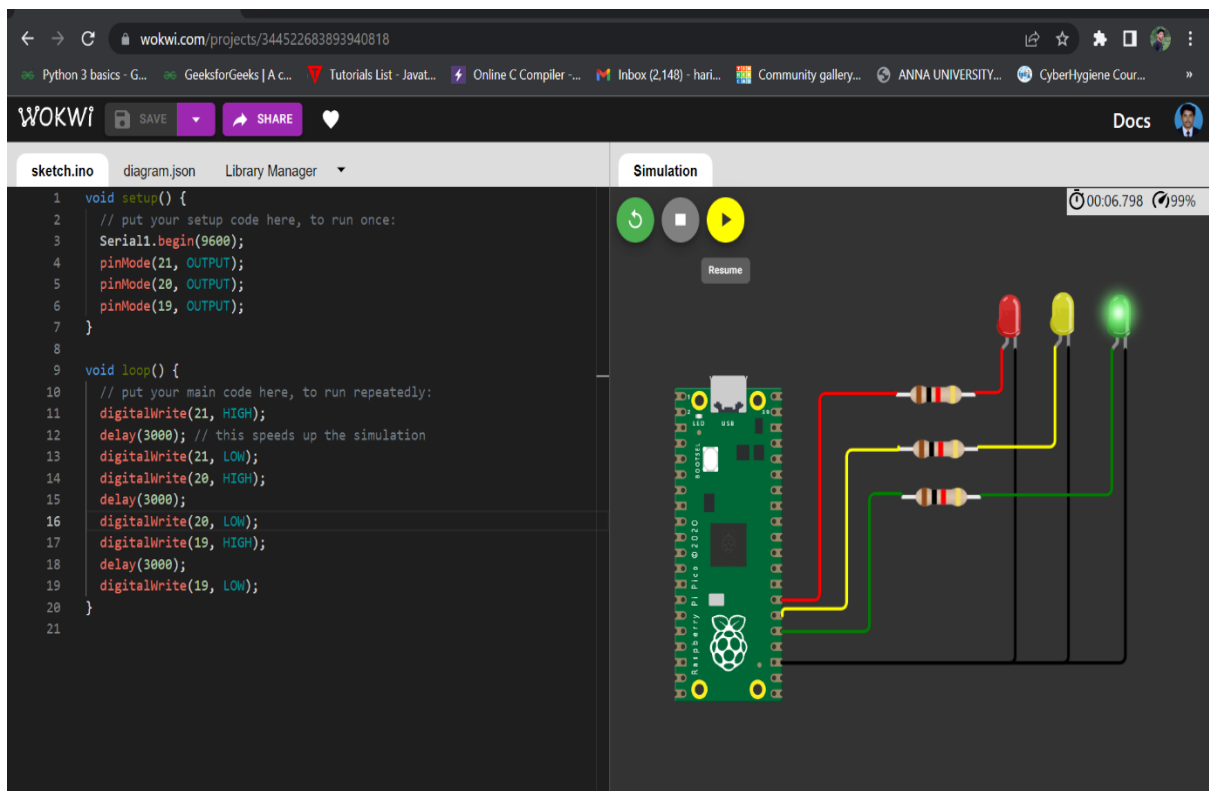 wokwi.com/projects/344522683893940818
Python 3 basics - G... GeeksforGeeks | A c... Tutorials List - Javat... Online C Compiler -... Inbox (2,148) - hari... Community gallery... ANNA UNIVERSITY... CyberHygiene Cour... »
WOKWI SAVE SHARE Docs
sketch.ino diagram.json Library Manager Simulation
00:06.798 99%
Resume
1 void setup() {
2 // put your setup code here, to run once:
3 Serial1.begin(9600);
4 pinMode(21, OUTPUT);
5 pinMode(20, OUTPUT);
6 pinMode(19, OUTPUT);
7 }
8
9 void loop() {
10 // put your main code here, to run repeatedly:
11 digitalWrite(21, HIGH);
12 delay(3000); // this speeds up the simulation
13 digitalWrite(21, LOW);
14 digitalWrite(20, HIGH);
15 delay(3000);
16 digitalWrite(20, LOW);
17 digitalWrite(19, HIGH);
18 delay(3000);
19 digitalWrite(19, LOW);
20 }
21
1
2
LED USB
BOOTSEL
Raspberry Pi Pico ©2020